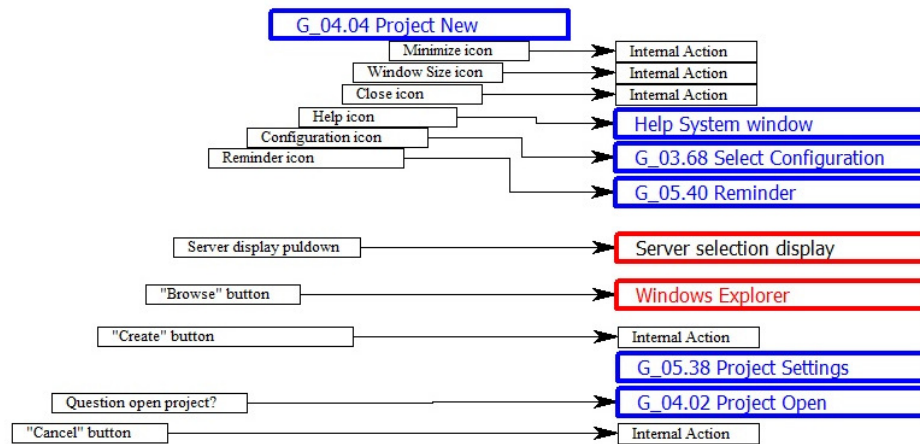 G_04.04 Project New
Minimize icon Internal Action
Window Size icon Internal Action
Close icon Internal Action
Help icon Help System window
Configuration icon G_03.68 Select Configuration
Reminder icon G_05.40 Reminder
Server display puldown Server selection display
"Browse" button Windows Explorer
"Create" button Internal Action
G_05.38 Project Settings
Question open project? G_04.02 Project Open
"Cancel" button Internal Action